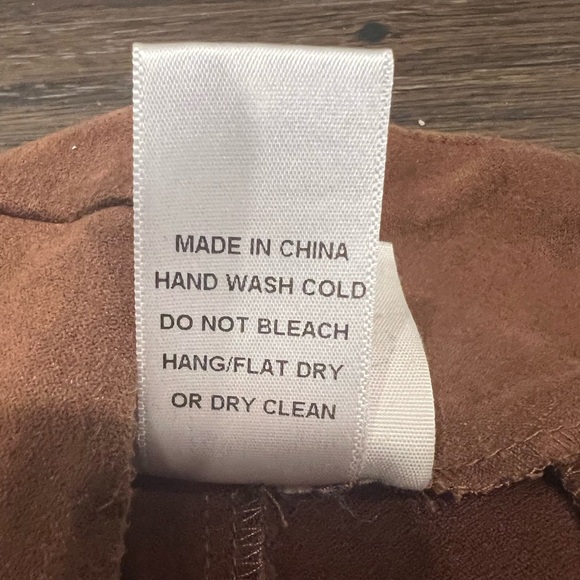 MADE IN CHINA
HAND WASH COLD
DO NOT BLEACH
HANG/FLAT DRY
OR DRY CLEAN